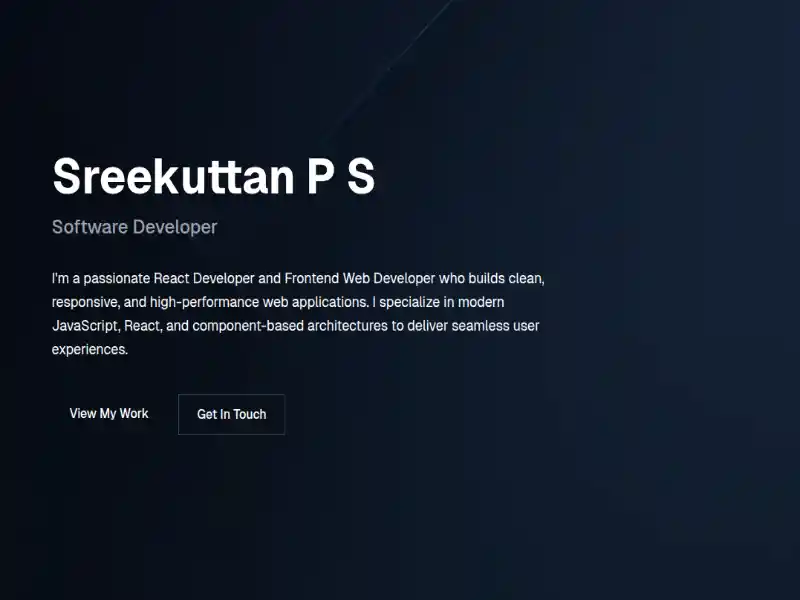 Sreekuttan P S
Software Developer
I'm a passionate React Developer and Frontend Web Developer who builds clean,
responsive, and high-performance web applications. I specialize in modern
JavaScript, React, and component-based architectures to deliver seamless user
experiences.
View My Work
Get In Touch